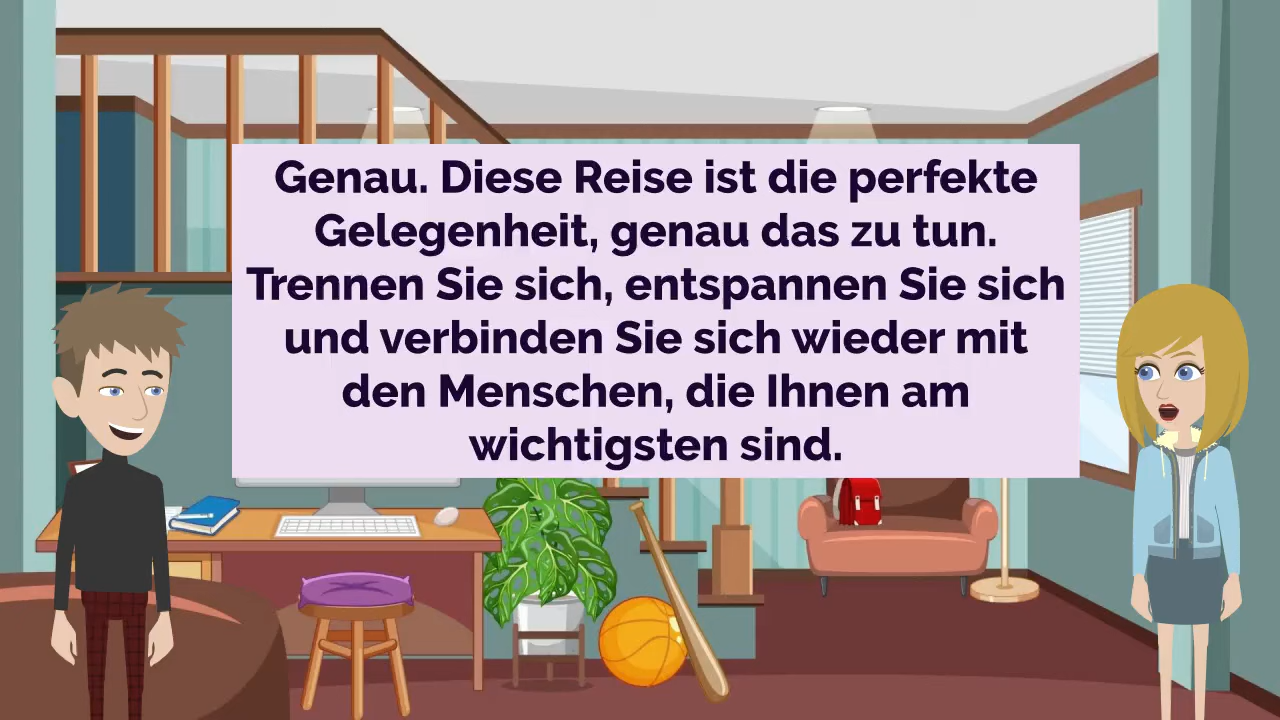 Genau. Diese Reise ist die perfekte
Gelegenheit, genau das zu tun.
Trennen Sie sich, entspannen Sie sich
und verbinden Sie sich wieder mit
den Menschen, die Ihnen am
wichtigsten sind.